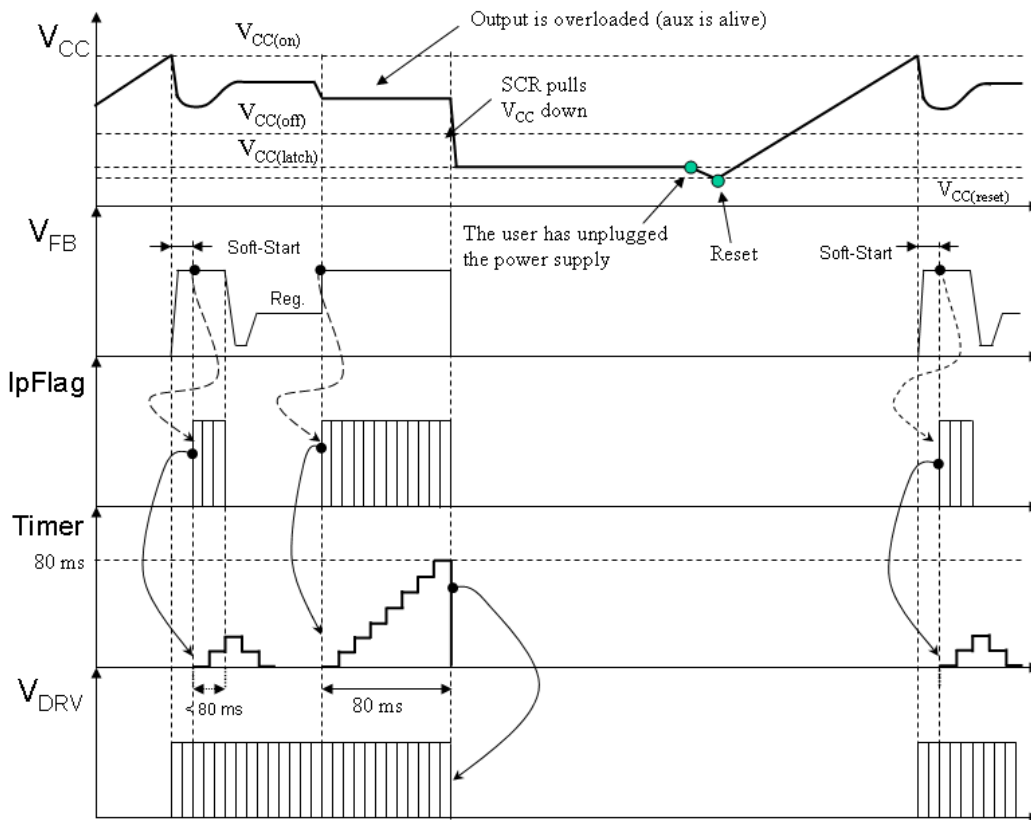 Output is overloaded (aux is alive)
VCC
VCC(on)
SCR pulls
VCC down
VCC(off)
VCC(latch)
VCC(reset)
VFB
Soft-Start
The user has unplugged
the power supply
Reset
Soft-Start
Reg.
IpFlag
Timer
80 ms
VDRV
< 80 ms
80 ms